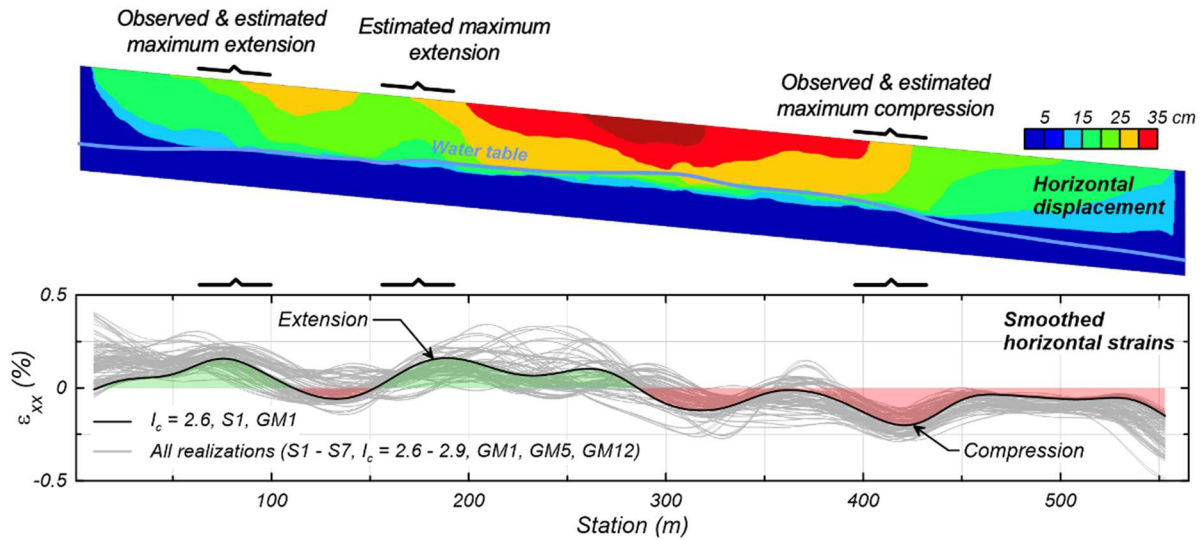 Observed & estimated
maximum extension
Estimated maximum
extension
Observed & estimated
maximum compression
5 15 25 35 cm
Water table
Horizontal
displacement
0.5
0
-0.5
εxx (%)
Extension
Smoothed
horizontal strains
Ic = 2.6, S1, GM1
All realizations (S1 - S7, Ic = 2.6 - 2.9, GM1, GM5, GM12)
Compression
100 200 300 400 500
Station (m)